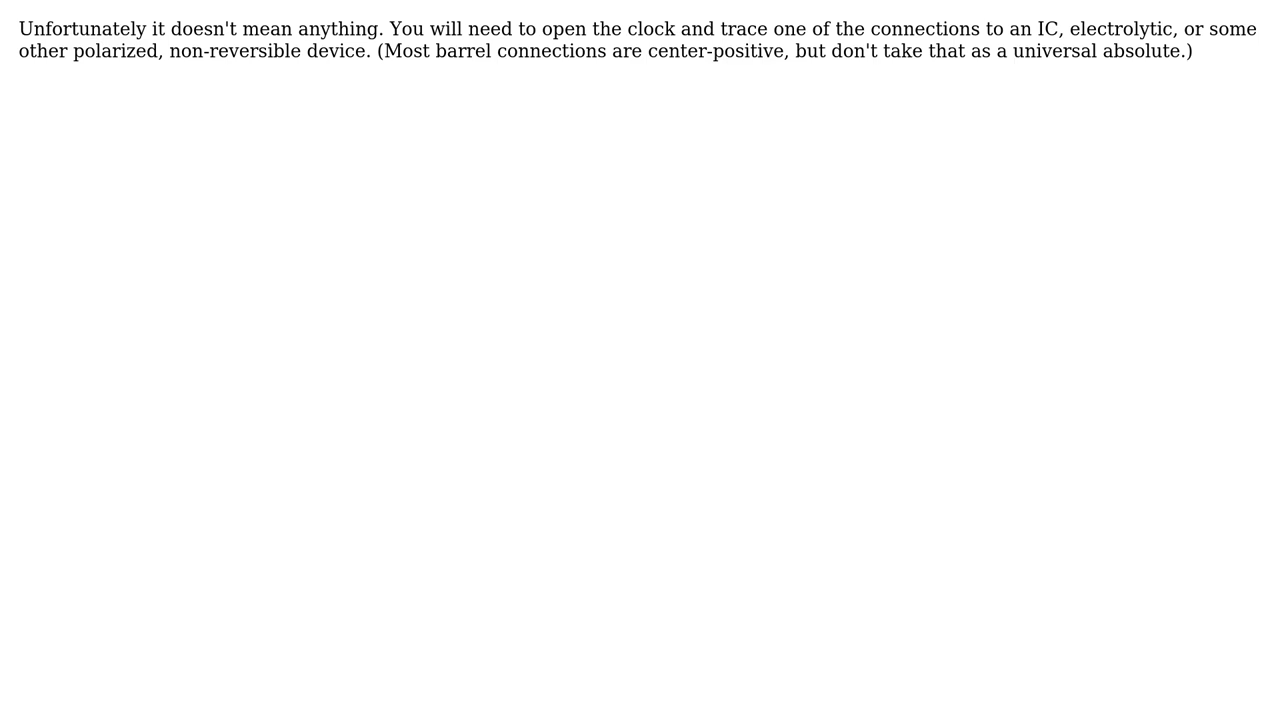 Unfortunately it doesn't mean anything. You will need to open the clock and trace one of the connections to an IC, electrolytic, or some
other polarized, non-reversible device. (Most barrel connections are center-positive, but don't take that as a universal absolute.)